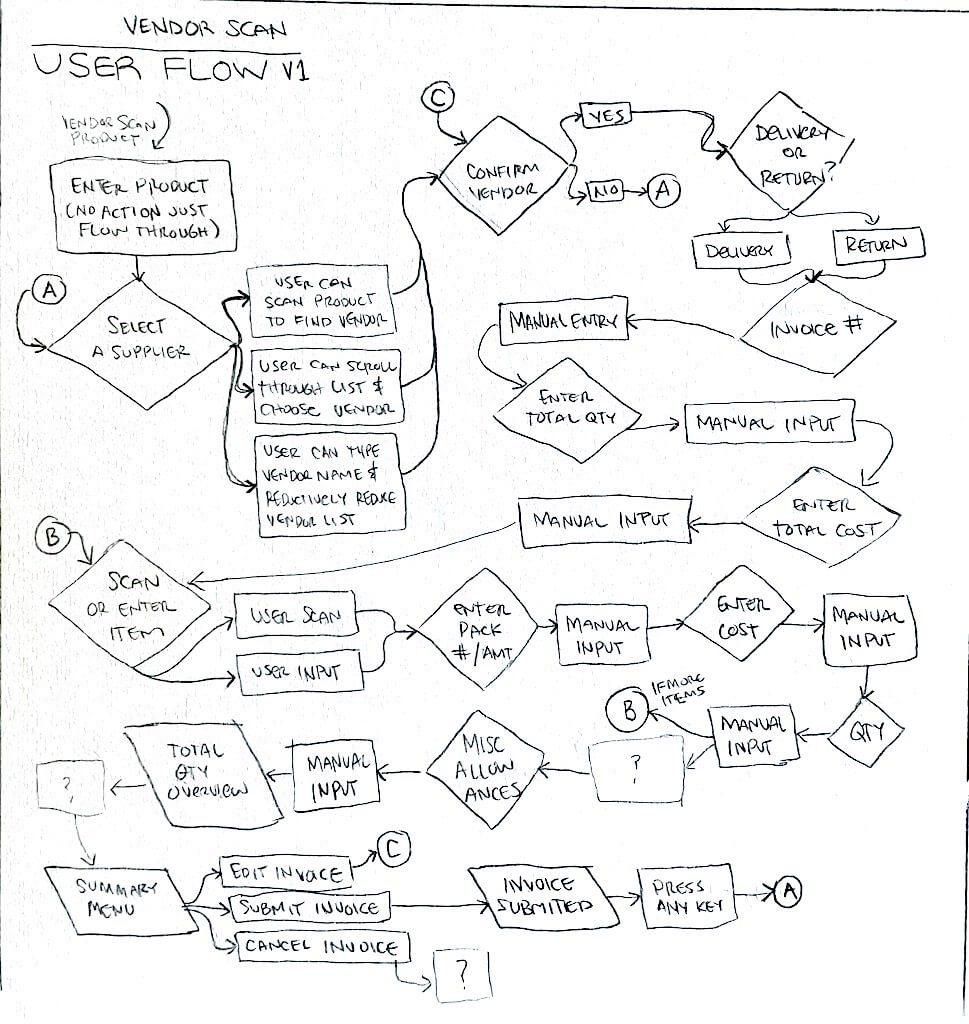 VENDOR SCAN
USER FLOW V1
VENDOR SCAN
PRODUCT
ENTER PRODUCT
(NO ACTION JUST
FLOW THROUGH)
A
SELECT
A SUPPLIER
USER CAN
SCAN PRODUCT
TO FIND VENDOR
USER CAN SCROLL
THROUGH LIST &
CHOOSE VENDOR
USER CAN TYPE
VENDOR NAME &
REDUCTIVELY REDUCE
VENDOR LIST
C
CONFIRM
VENDOR
YES
NO
A
DELIVERY
OR
RETURN?
DELIVERY
RETURN
INVOICE #
MANUAL ENTRY
ENTER
TOTAL QTY
MANUAL INPUT
ENTER
TOTAL COST
MANUAL INPUT
B
SCAN
OR ENTER
ITEM
USER SCAN
USER INPUT
ENTER
PACK
#/AMT
MANUAL
INPUT
ENTER
COST
MANUAL
INPUT
QTY
MANUAL
INPUT
IF MORE
ITEMS
B
?
MISC
ALLOW
ANCES
MANUAL
INPUT
TOTAL
QTY
OVERVIEW
?
SUMMARY
MENU
EDIT INVOICE
C
SUBMIT INVOICE
CANCEL INVOICE
?
INVOICE
SUBMITED
PRESS
ANY KEY
A